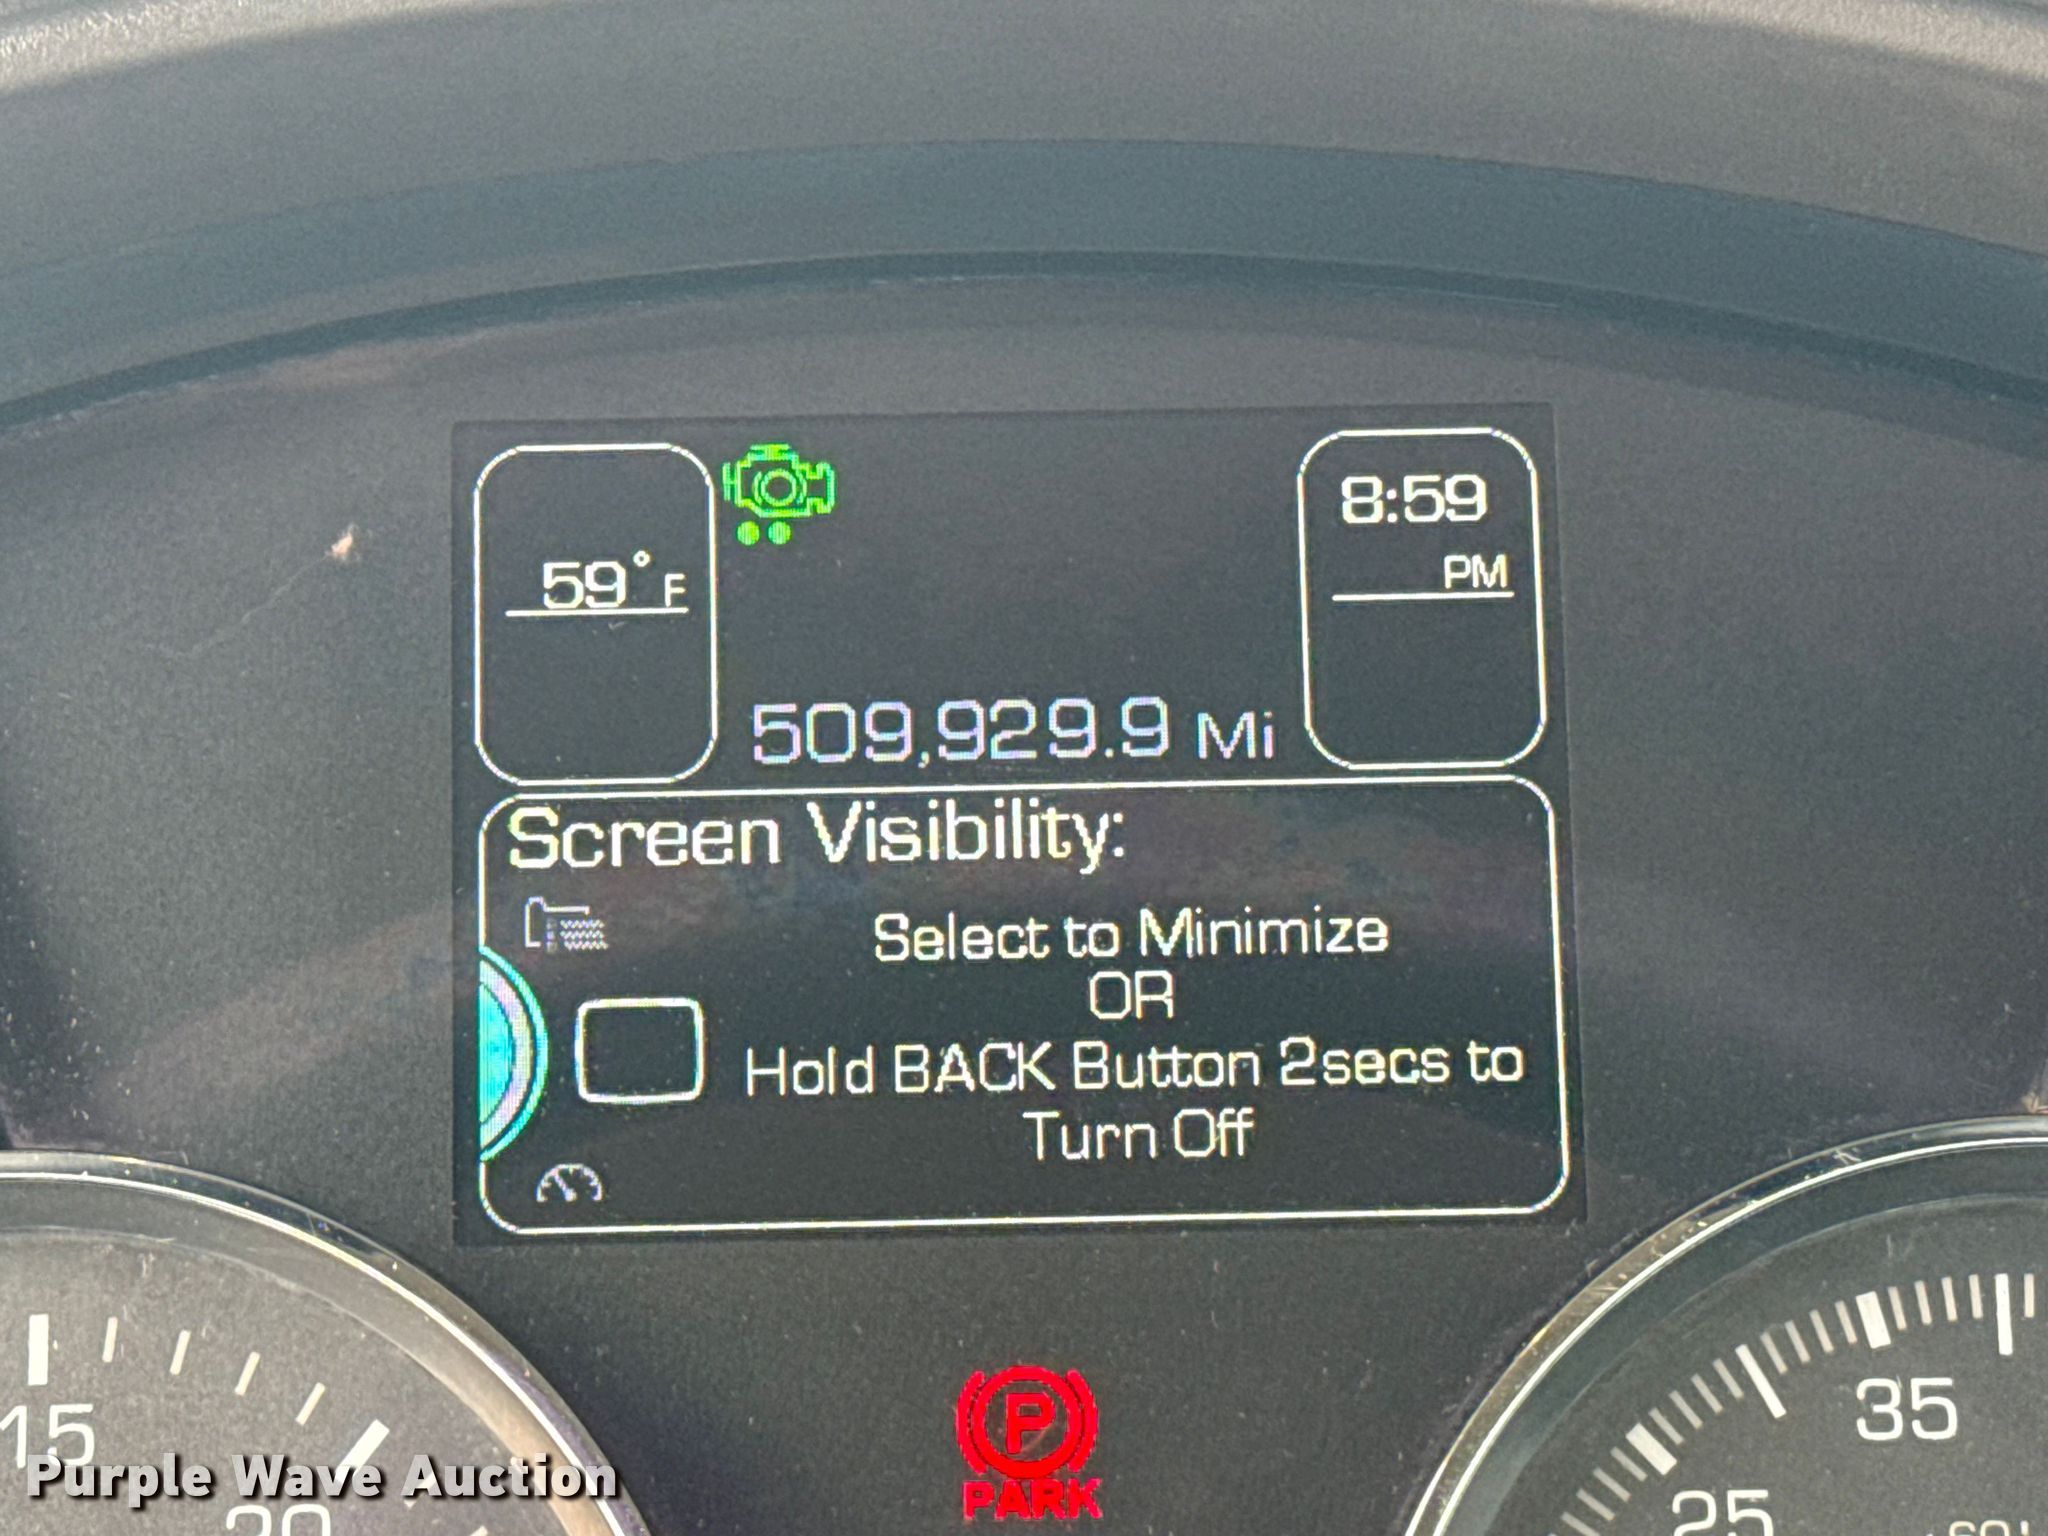 59°F
8:59
PM
509,929.9 Mi
Screen Visibility:
Select to Minimize
OR
Hold BACK Button 2secs to
Turn Off
P
PARK
15
20
35
25
Purple Wave Auction